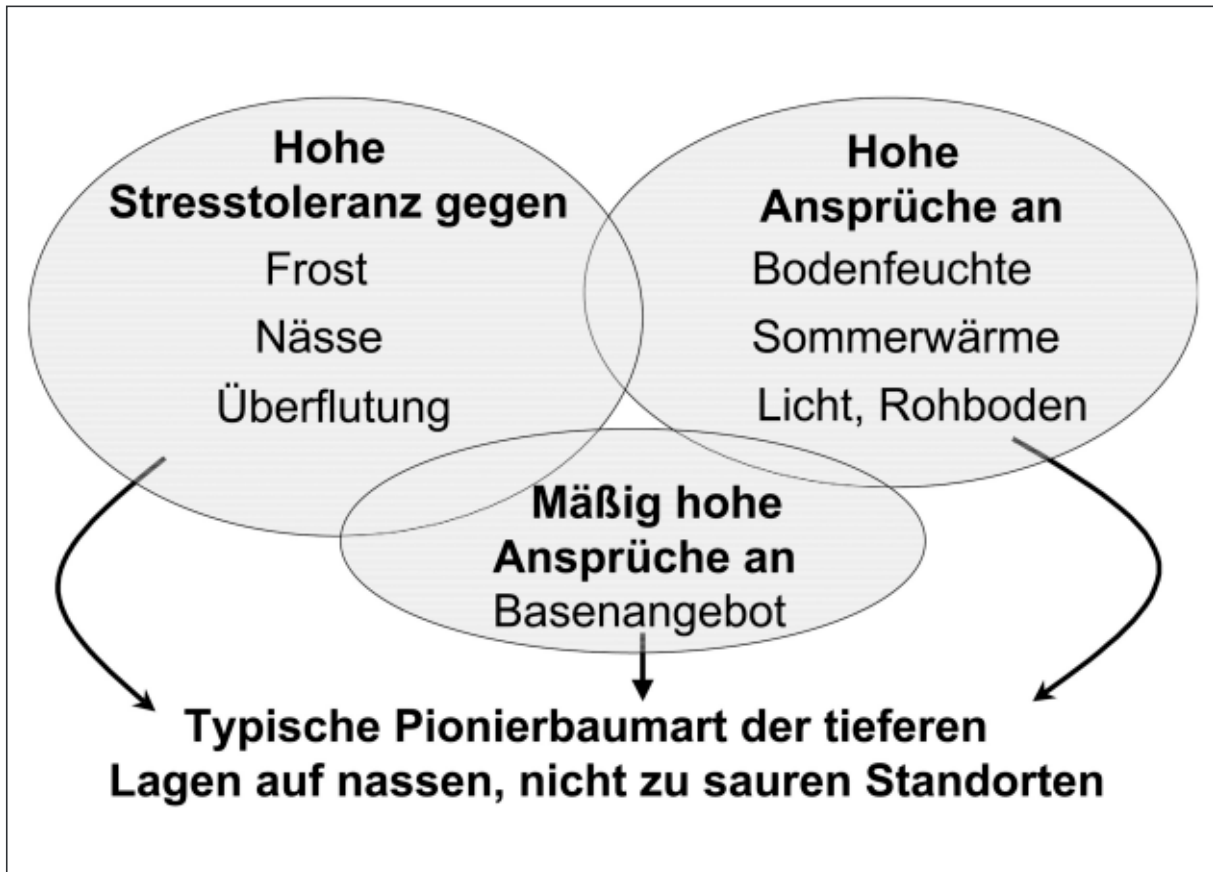 Hohe
Stresstoleranz gegen
Frost
Nässe
Überflutung
Hohe
Ansprüche an
Bodenfeuchte
Sommerwärme
Licht, Rohboden
Mäßig hohe
Ansprüche an
Basenangebot
Typische Pionierbaumart der tieferen
Lagen auf nassen, nicht zu sauren Standorten